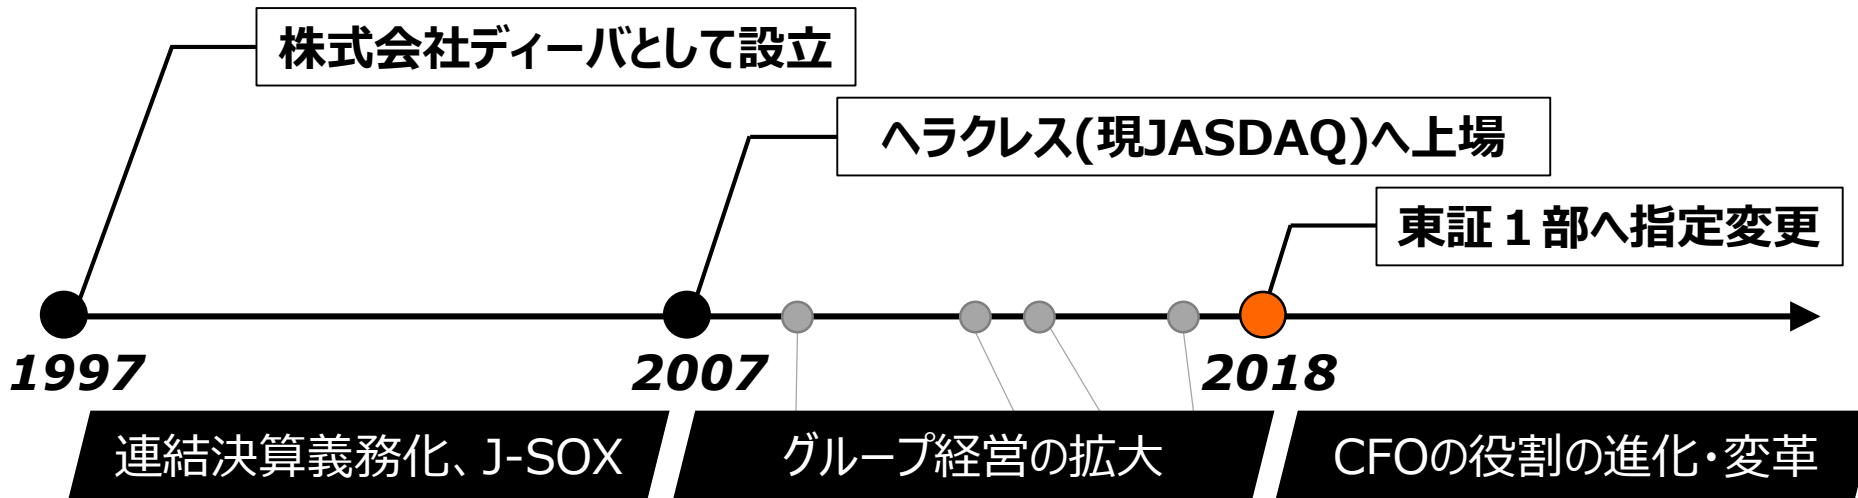 株式会社ディーバとして設立
ヘラクレス(現JASDAQ)へ上場
東証１部へ指定変更
1997
2007
2018
連結決算義務化、J-SOX
グループ経営の拡大
CFOの役割の進化・変革